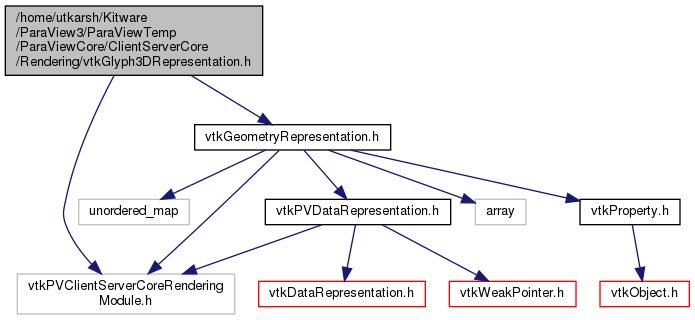 /home/utkarsh/Kitware
/ParaView3/ParaViewTemp
/ParaViewCore/ClientServerCore
/Rendering/vtkGlyph3DRepresentation.h
vtkGeometryRepresentation.h
unordered_map
vtkPVDataRepresentation.h
array
vtkProperty.h
vtkPVClientServerCoreRendering
Module.h
vtkDataRepresentation.h
vtkWeakPointer.h
vtkObject.h